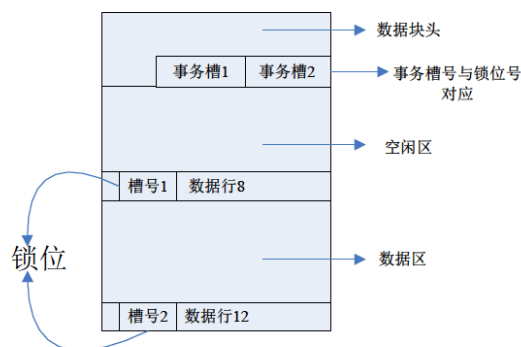 数据块头
事务槽1 事务槽2
事务槽号与锁位号
对应
空闲区
槽号1 数据行8
锁位
数据区
槽号2 数据行12